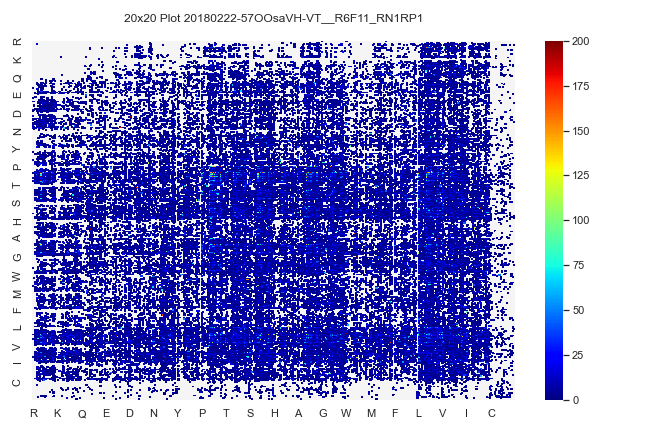 20x20 Plot 20180222-57OOsaVH-VT__R6F11_RN1RP1
R
K
Q
E
D
N
Y
P
T
S
H
A
G
W
M
F
L
V
I
C
R K Q E D N Y P T S H A G W M F L V I C
200
175
150
125
100
75
50
25
0